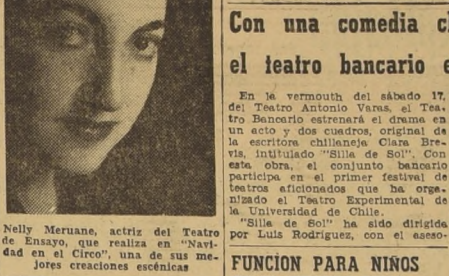 Nelly Meruane, actriz del Teatro
de Ensayo, que realiza en "Navi-
dad en el Circo", una de sus me-
jores creaciones escénicas
Con una comedia
el teatro bancario
En la vermouth del sábado 17,
del Teatro Antonio Varas, el Tea-
tro Bancario estrenará el drama en
un acto y dos cuadros, original de
la escritora chillaneja Clara Bre-
vis, intitulado "Silla de Sol". Con
esta obra, el conjunto bancario
participa en el primer festival de
teatros aficionados que ha orga-
nizado el Teatro Experimental de
la Universidad de Chile.
"Silla de Sol" ha sido dirigida
por Luis Rodríguez, con el aseso-
FUNCION PARA NIÑOS